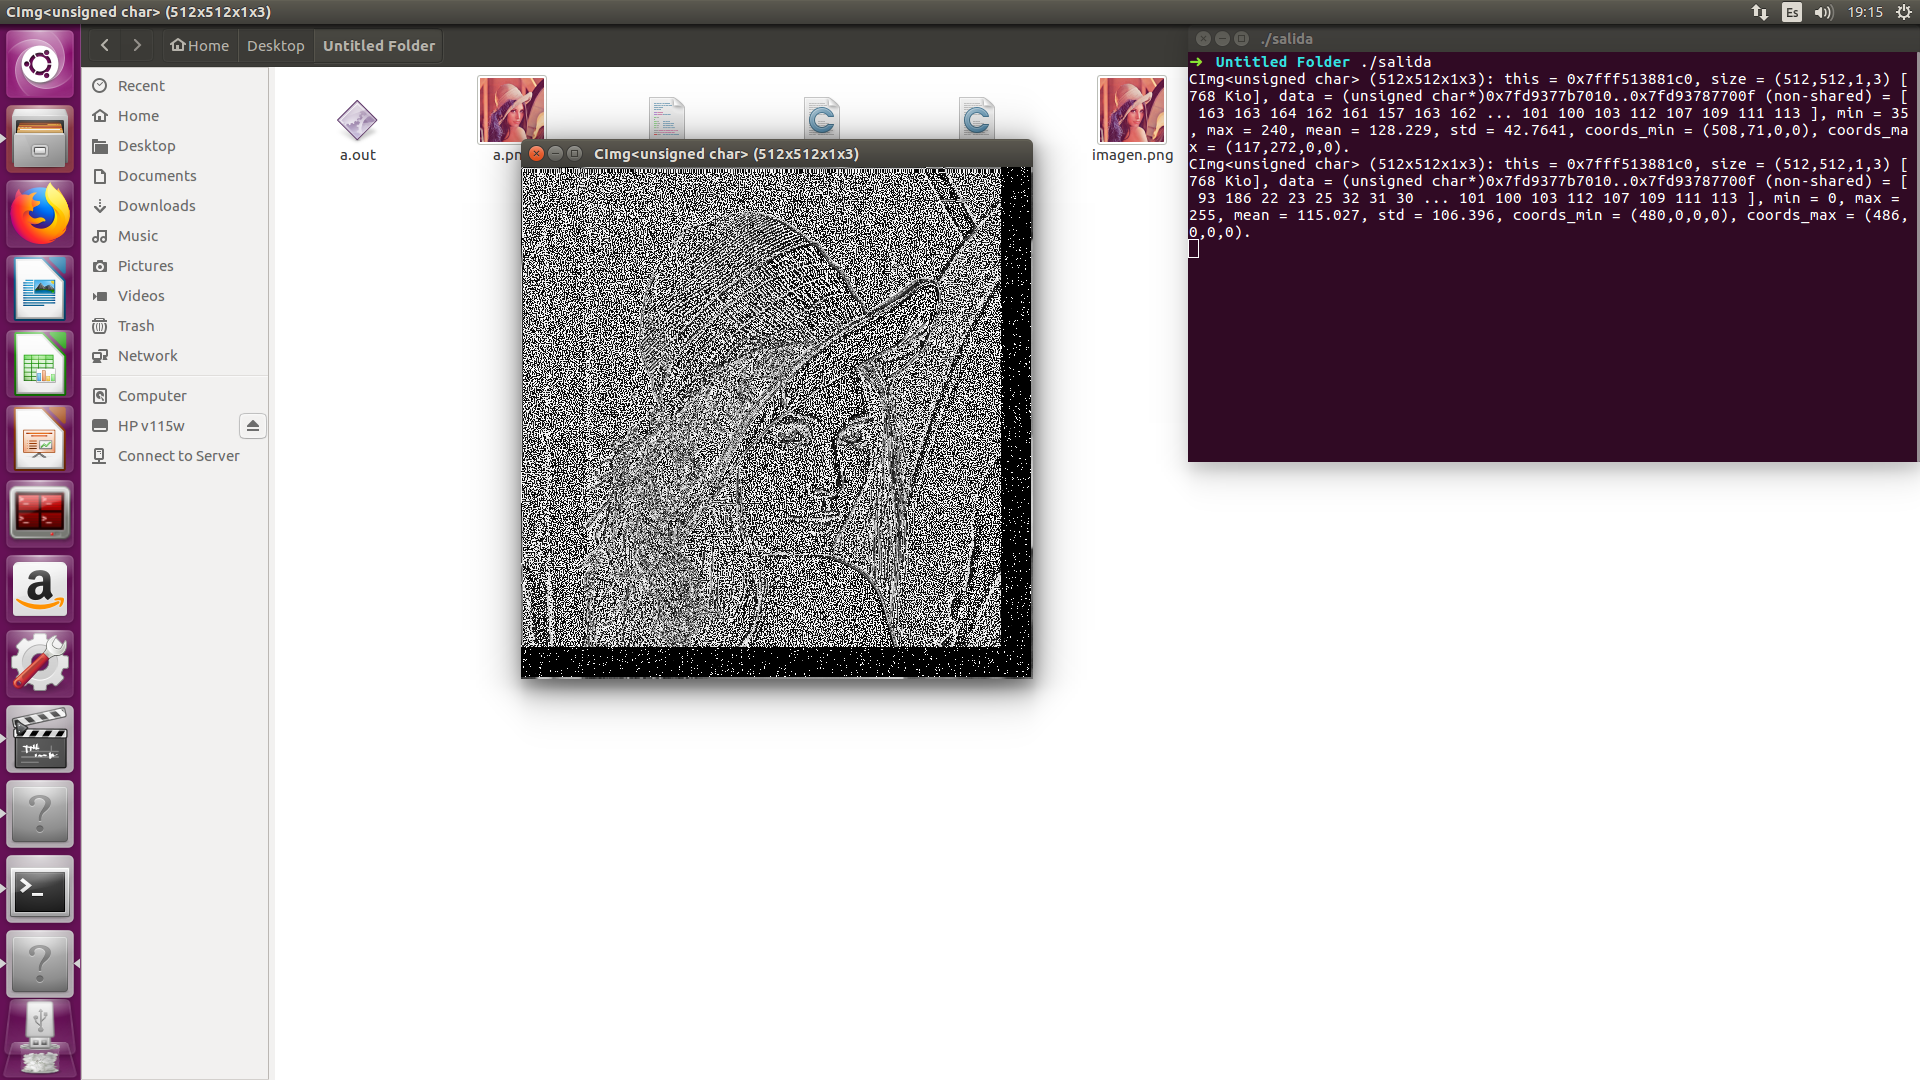 CImg<unsigned char> (512x512x1x3)
Es
19:15
Home
Desktop
Untitled Folder
Recent
Home
Desktop
Documents
Downloads
Music
Pictures
Videos
Trash
Network
Computer
HP v115w
Connect to Server
a.out
a.pn
imagen.png
CImg<unsigned char> (512x512x1x3)
./salida
➜  Untitled Folder ./salida
CImg<unsigned char> (512x512x1x3): this = 0x7fff513881c0, size = (512,512,1,3) [
768 Kio], data = (unsigned char*)0x7fd9377b7010..0x7fd93787700f (non-shared) = [
 163 163 164 162 161 157 163 162 ... 101 100 103 112 107 109 111 113 ], min = 35
, max = 240, mean = 128.229, std = 42.7641, coords_min = (508,71,0,0), coords_ma
x = (117,272,0,0).
CImg<unsigned char> (512x512x1x3): this = 0x7fff513881c0, size = (512,512,1,3) [
768 Kio], data = (unsigned char*)0x7fd9377b7010..0x7fd93787700f (non-shared) = [
 93 186 22 23 25 32 31 30 ... 101 100 103 112 107 109 111 113 ], min = 0, max =
255, mean = 115.027, std = 106.396, coords_min = (480,0,0,0), coords_max = (486,
0,0,0).